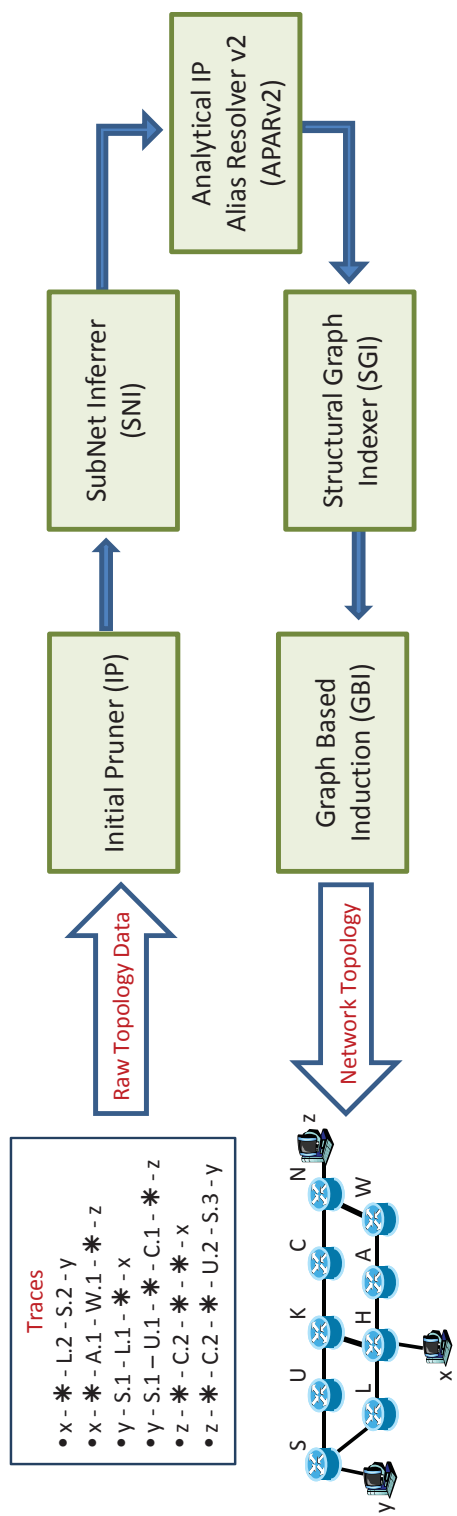 Traces
• x - ✱ - L.2 - S.2 - y
• x - ✱ - A.1 - W.1 - ✱ - z
• y - S.1 - L.1 - ✱ - x
• y - S.1 – U.1 - ✱ - C.1 - ✱ - z
• z - ✱ - C.2 - ✱ - ✱ - x
• z - ✱ - C.2 - ✱ - U.2 - S.3 - y
Raw Topology Data
Initial Pruner (IP)
SubNet Inferrer
(SNI)
Analytical IP
Alias Resolver v2
(APARv2)
Structural Graph
Indexer (SGI)
Graph Based
Induction (GBI)
Network Topology
S
U
K
C
N
z
y
L
H
A
W
x